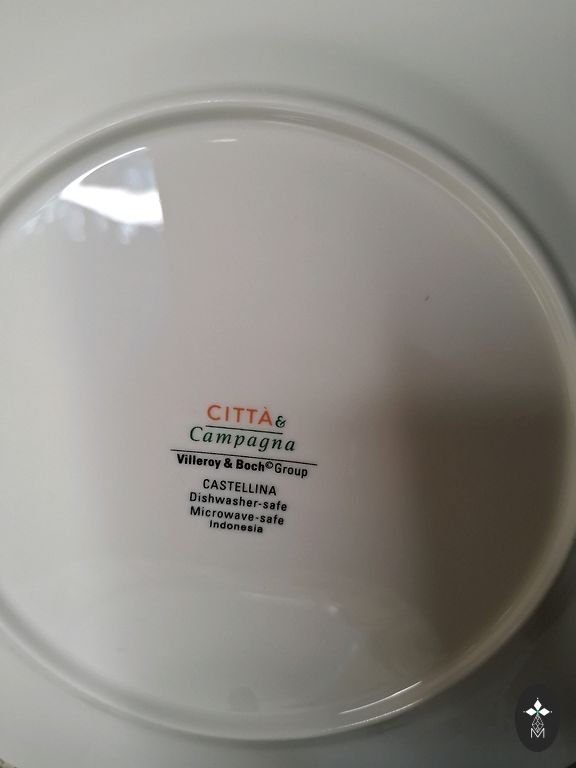 CITTÀ &
Campagna
Villeroy & Boch© Group
CASTELLINA
Dishwasher-safe
Microwave-safe
Indonesia
M